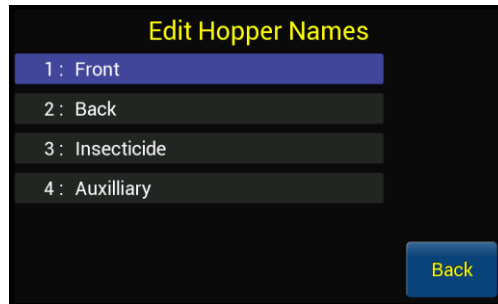 Edit Hopper Names
1 : Front
2 : Back
3 : Insecticide
4 : Auxilliary
Back